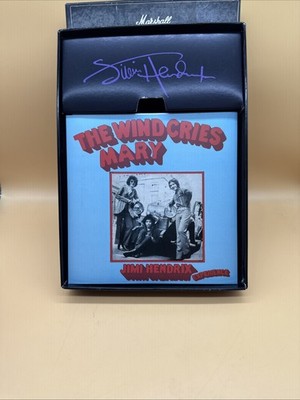 Marshall
Jimi Hendrix
THE WIND CRIES
MARY
JIMI HENDRIX
EXPERIENCE